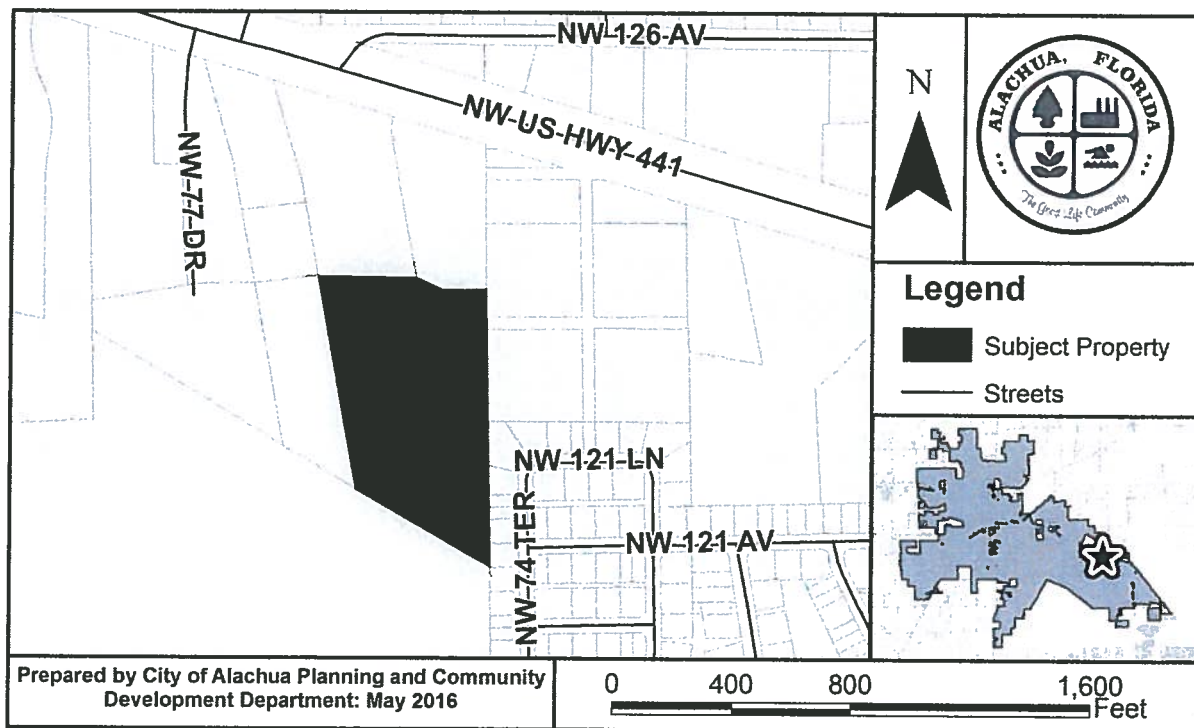 NW 126 AV
NW US HWY 441
NW 77 DR
NW 121 LN
NW 74 TER
NW 121 AV
N
ALACHUA, FLORIDA
The Good Life Community
Legend
Subject Property
Streets
Prepared by City of Alachua Planning and Community
Development Department: May 2016
0 400 800 1,600
Feet